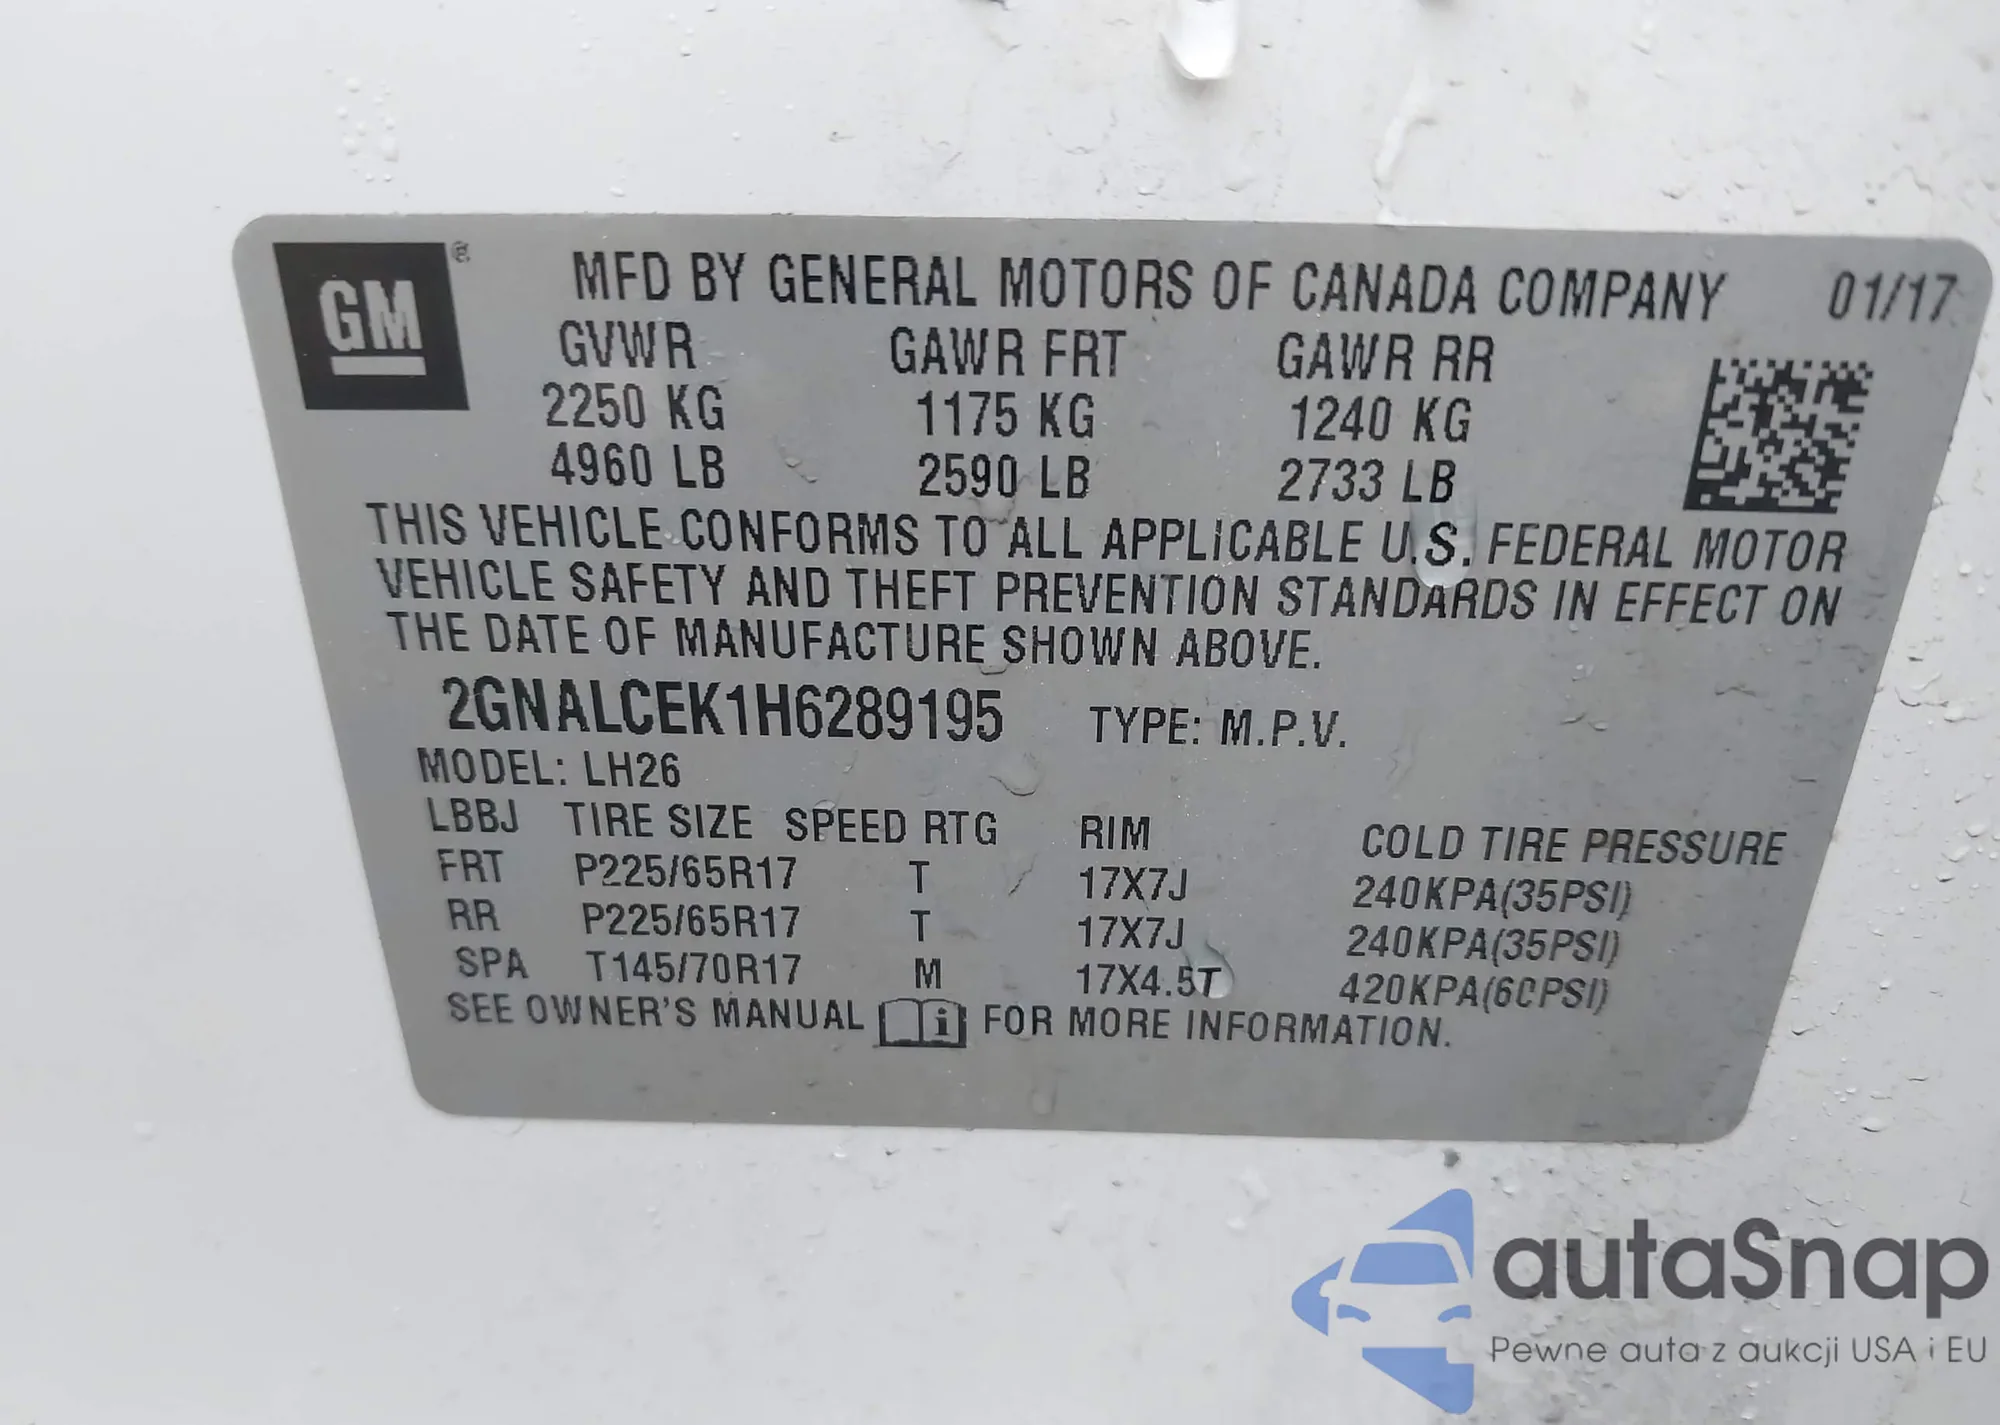 GM ® MFD BY GENERAL MOTORS OF CANADA COMPANY 01/17
GVWR GAWR FRT GAWR RR
2250 KG 1175 KG 1240 KG
4960 LB 2590 LB 2733 LB
THIS VEHICLE CONFORMS TO ALL APPLICABLE U.S. FEDERAL MOTOR
VEHICLE SAFETY AND THEFT PREVENTION STANDARDS IN EFFECT ON
THE DATE OF MANUFACTURE SHOWN ABOVE.
2GNALCEK1H6289195 TYPE: M.P.V.
MODEL: LH26
LBBJ TIRE SIZE SPEED RTG RIM COLD TIRE PRESSURE
FRT P225/65R17 T 17X7J 240KPA(35PSI)
RR P225/65R17 T 17X7J 240KPA(35PSI)
SPA T145/70R17 M 17X4.5T 420KPA(60PSI)
SEE OWNER'S MANUAL i FOR MORE INFORMATION.
autaSnap
Pewne auta z aukcji USA i EU